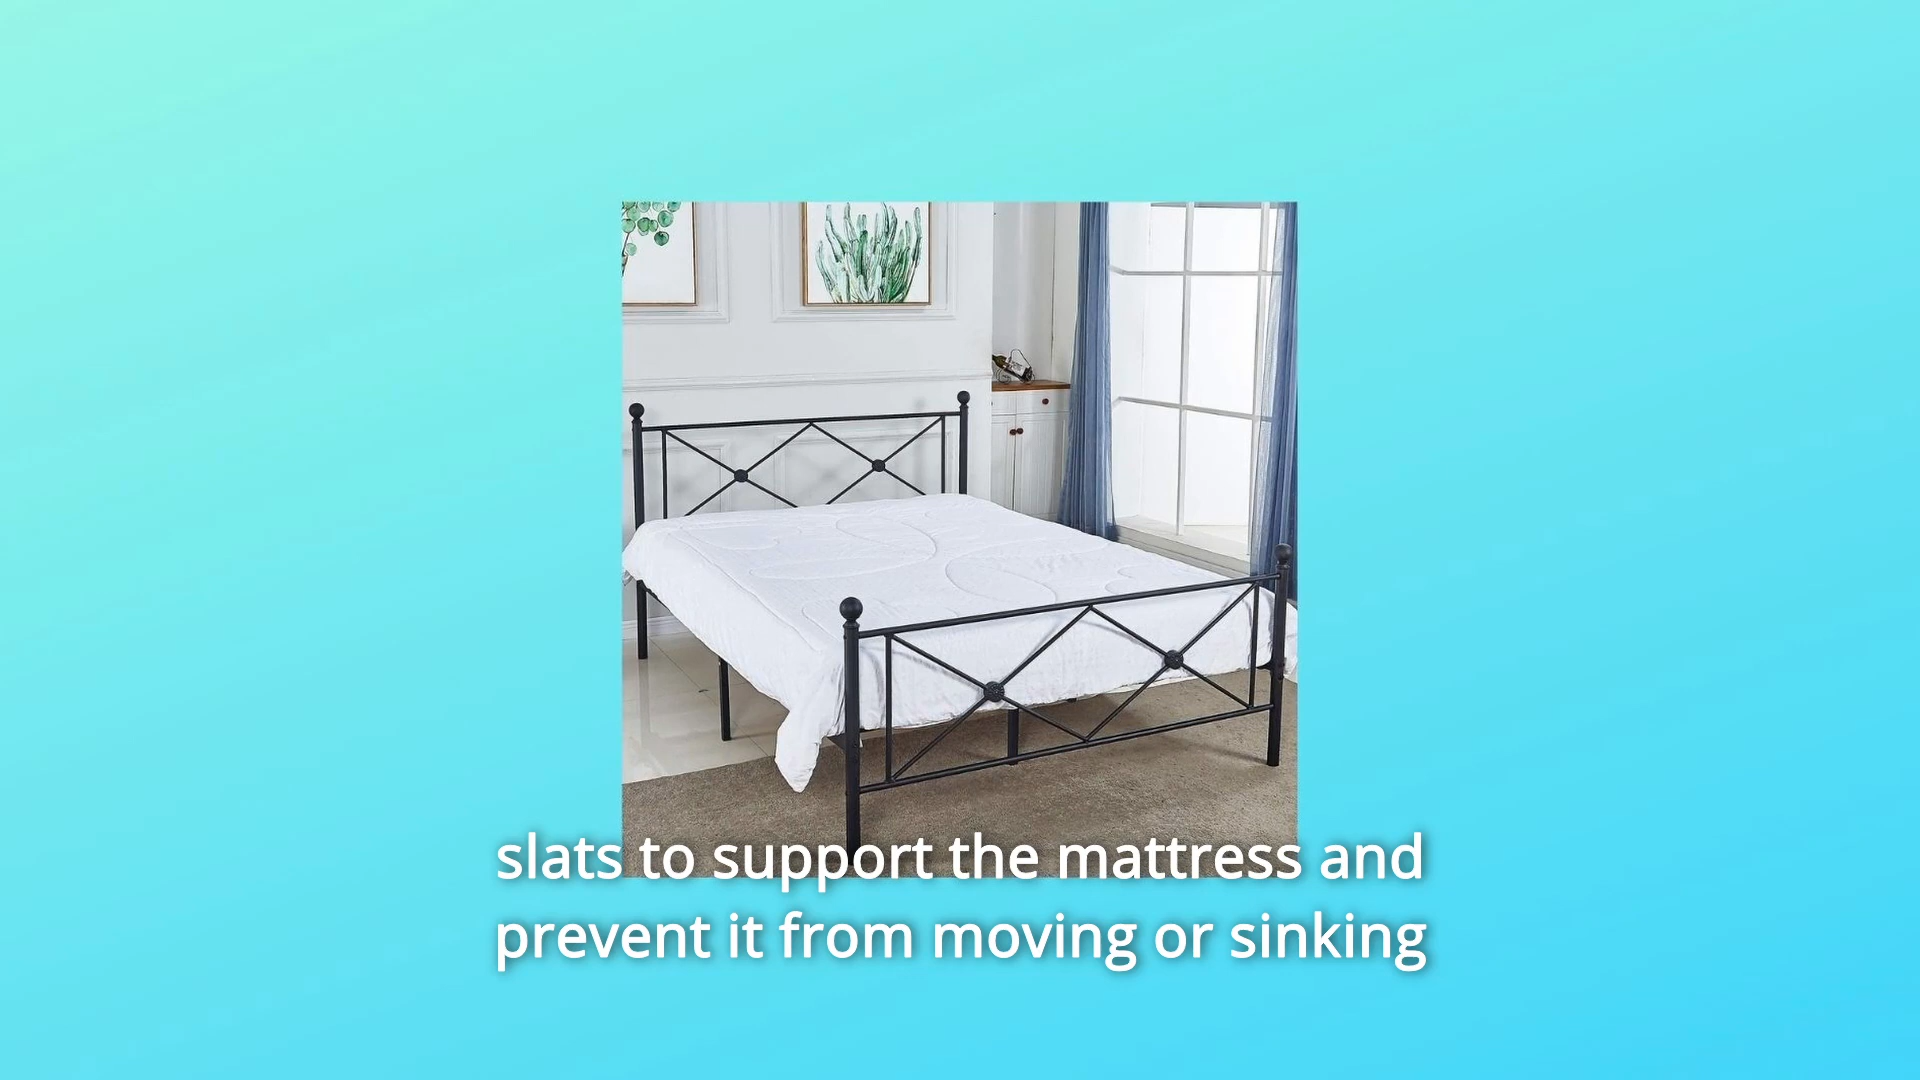 slats to support the mattress and
prevent it from moving or sinking